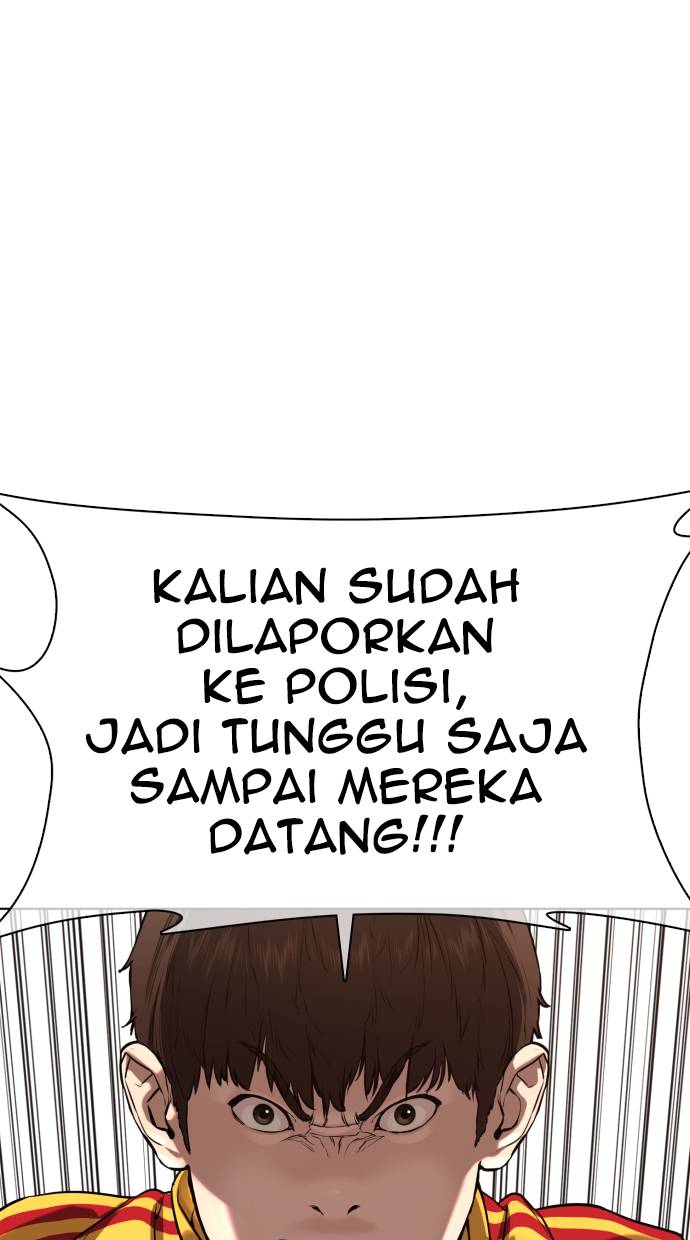 KALIAN SUDAH
DILAPORKAN
KE POLISI,
JADI TUNGGU SAJA
SAMPAI MEREKA
DATANG!!!